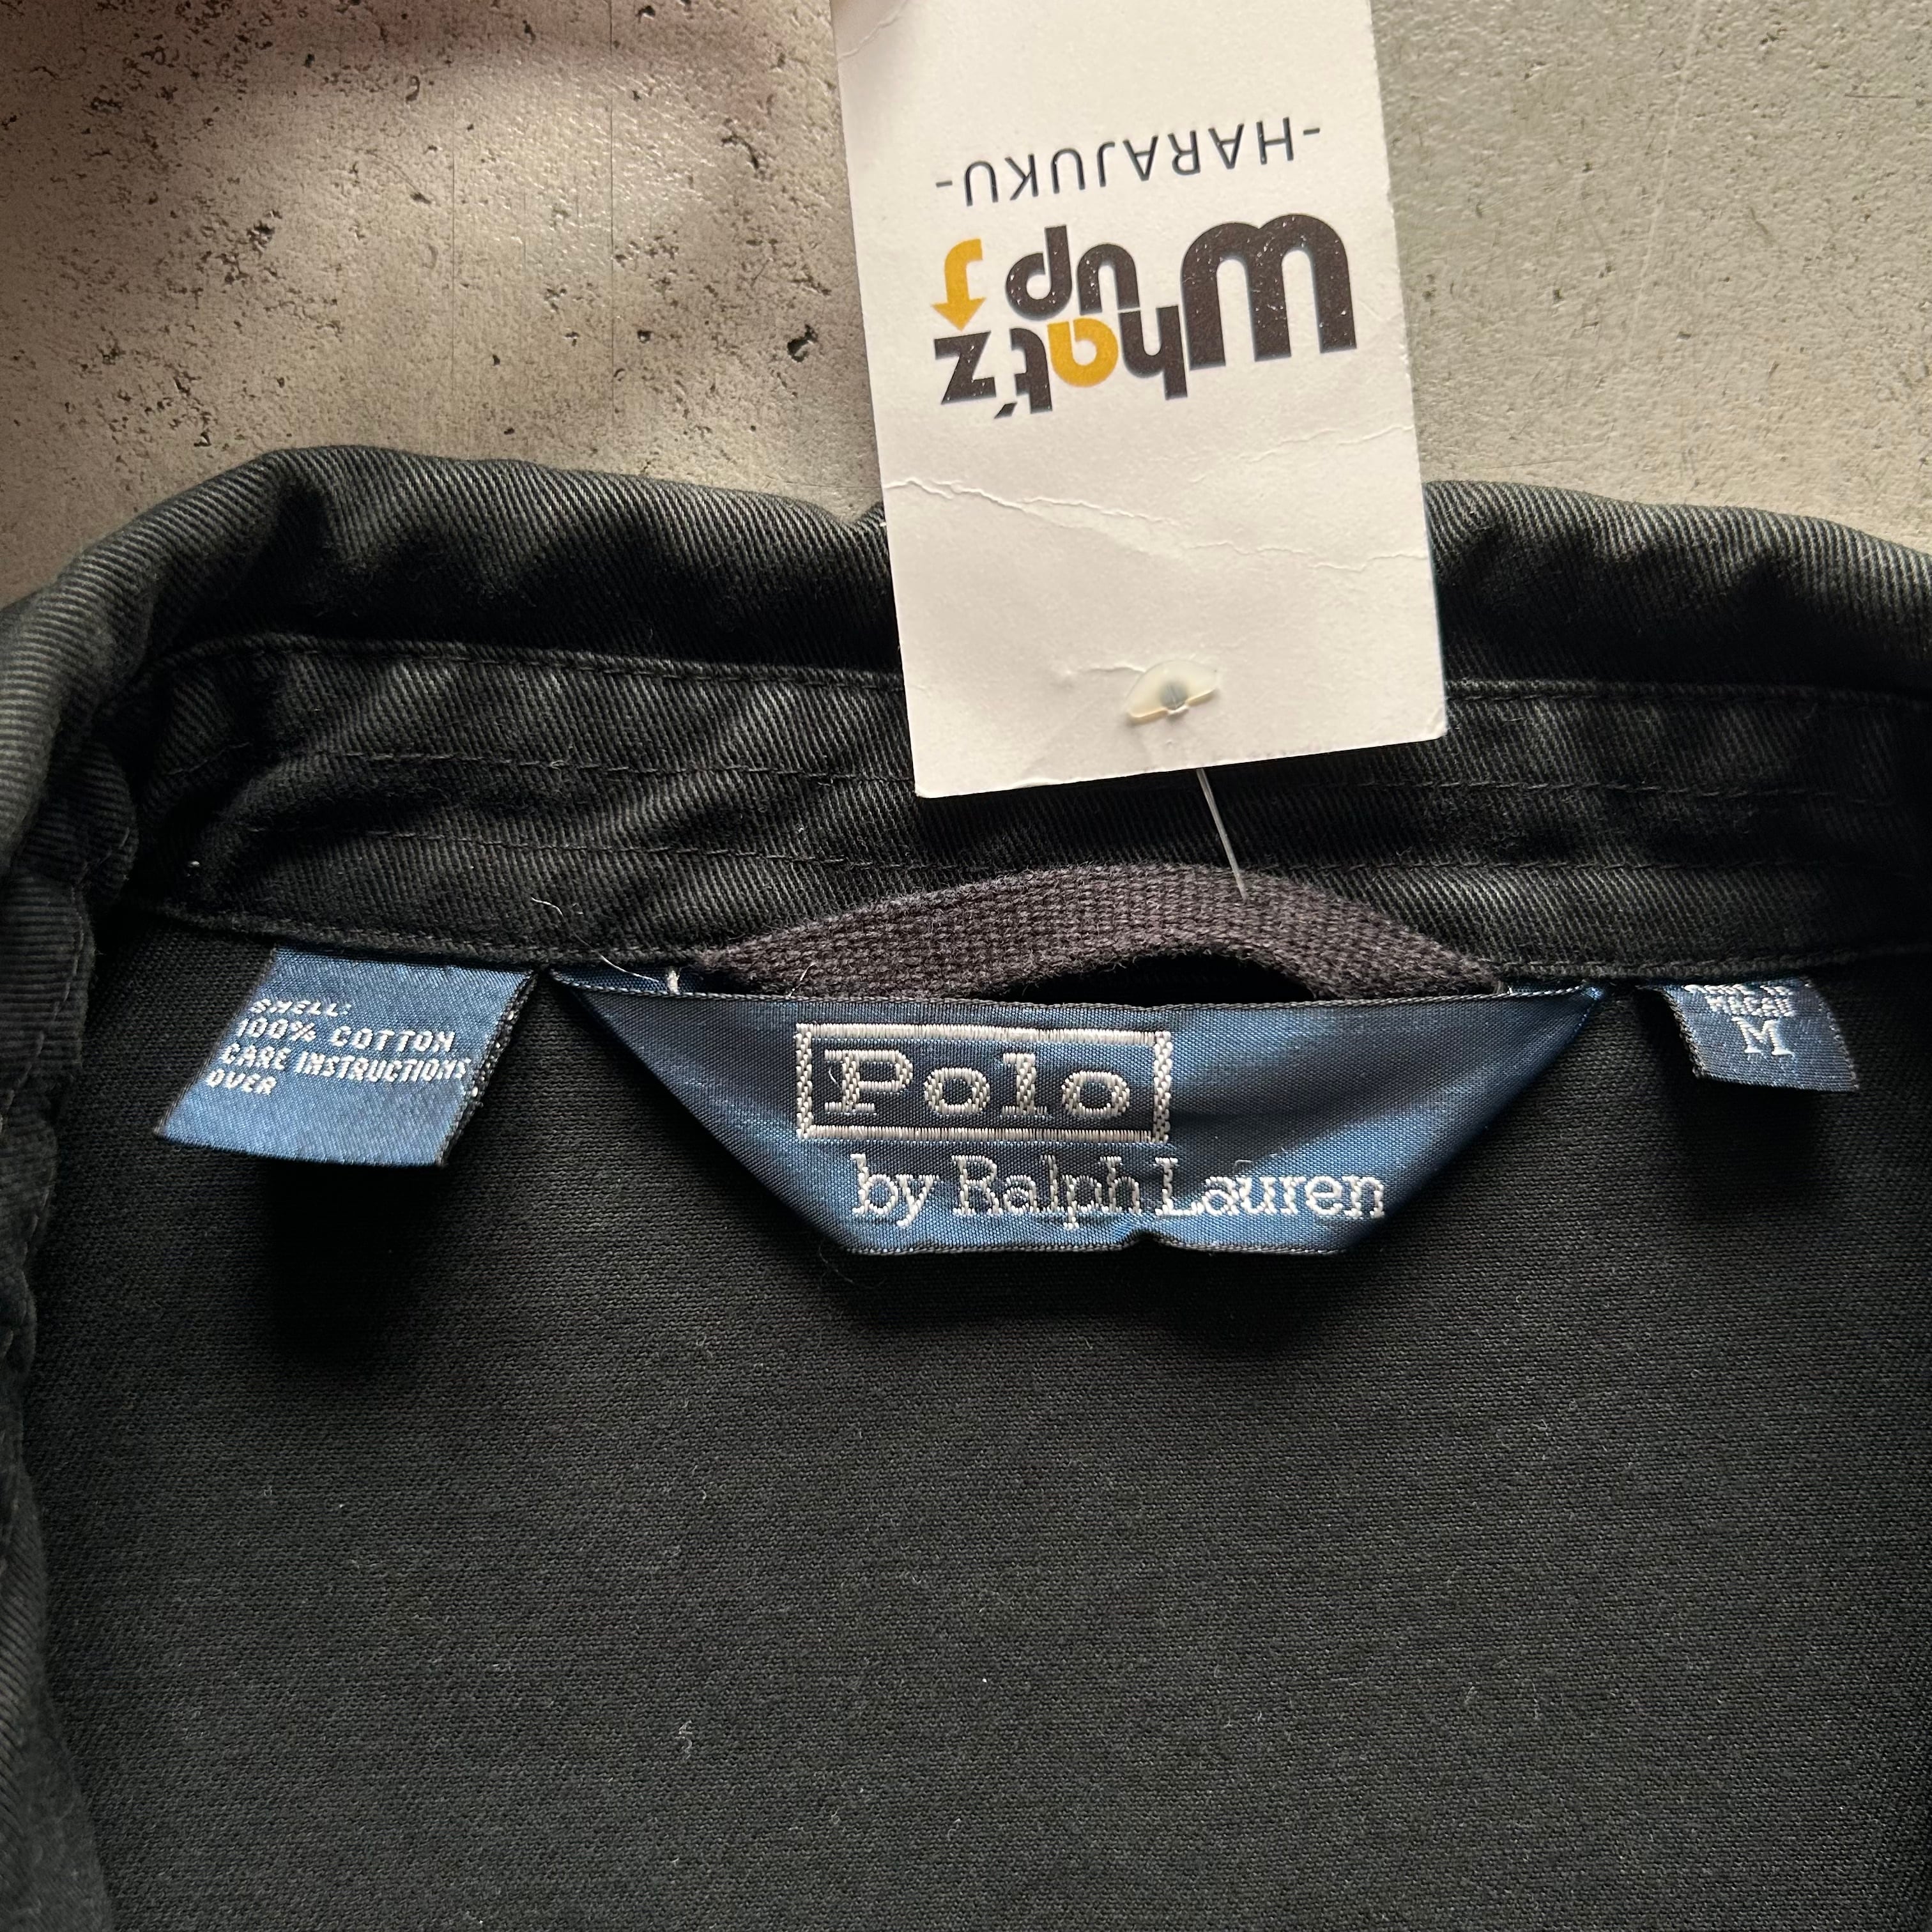 What'z
up
-HARAJUKU-
SHELL:
100% COTTON
CARE INSTRUCTIONS
OVER
Polo
by Ralph Lauren
M